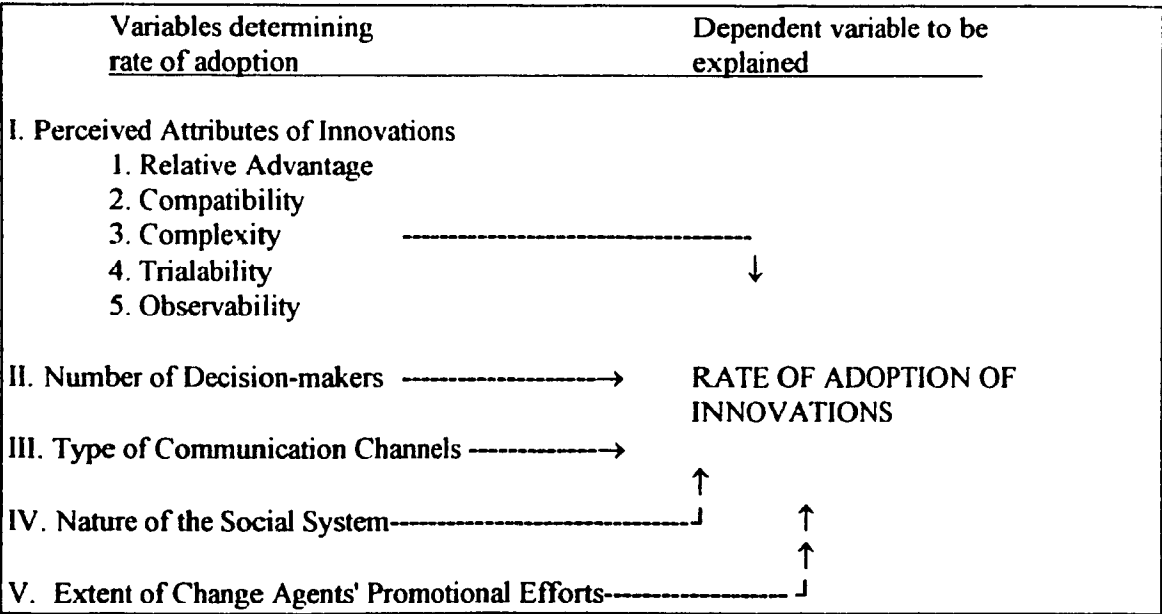 Variables determining Dependent variable to be
rate of adoption explained
I. Perceived Attributes of Innovations
1. Relative Advantage
2. Compatibility
3. Complexity
4. Trialability
5. Observability
II. Number of Decision-makers RATE OF ADOPTION OF
INNOVATIONS
III. Type of Communication Channels
IV. Nature of the Social System
V. Extent of Change Agents' Promotional Efforts